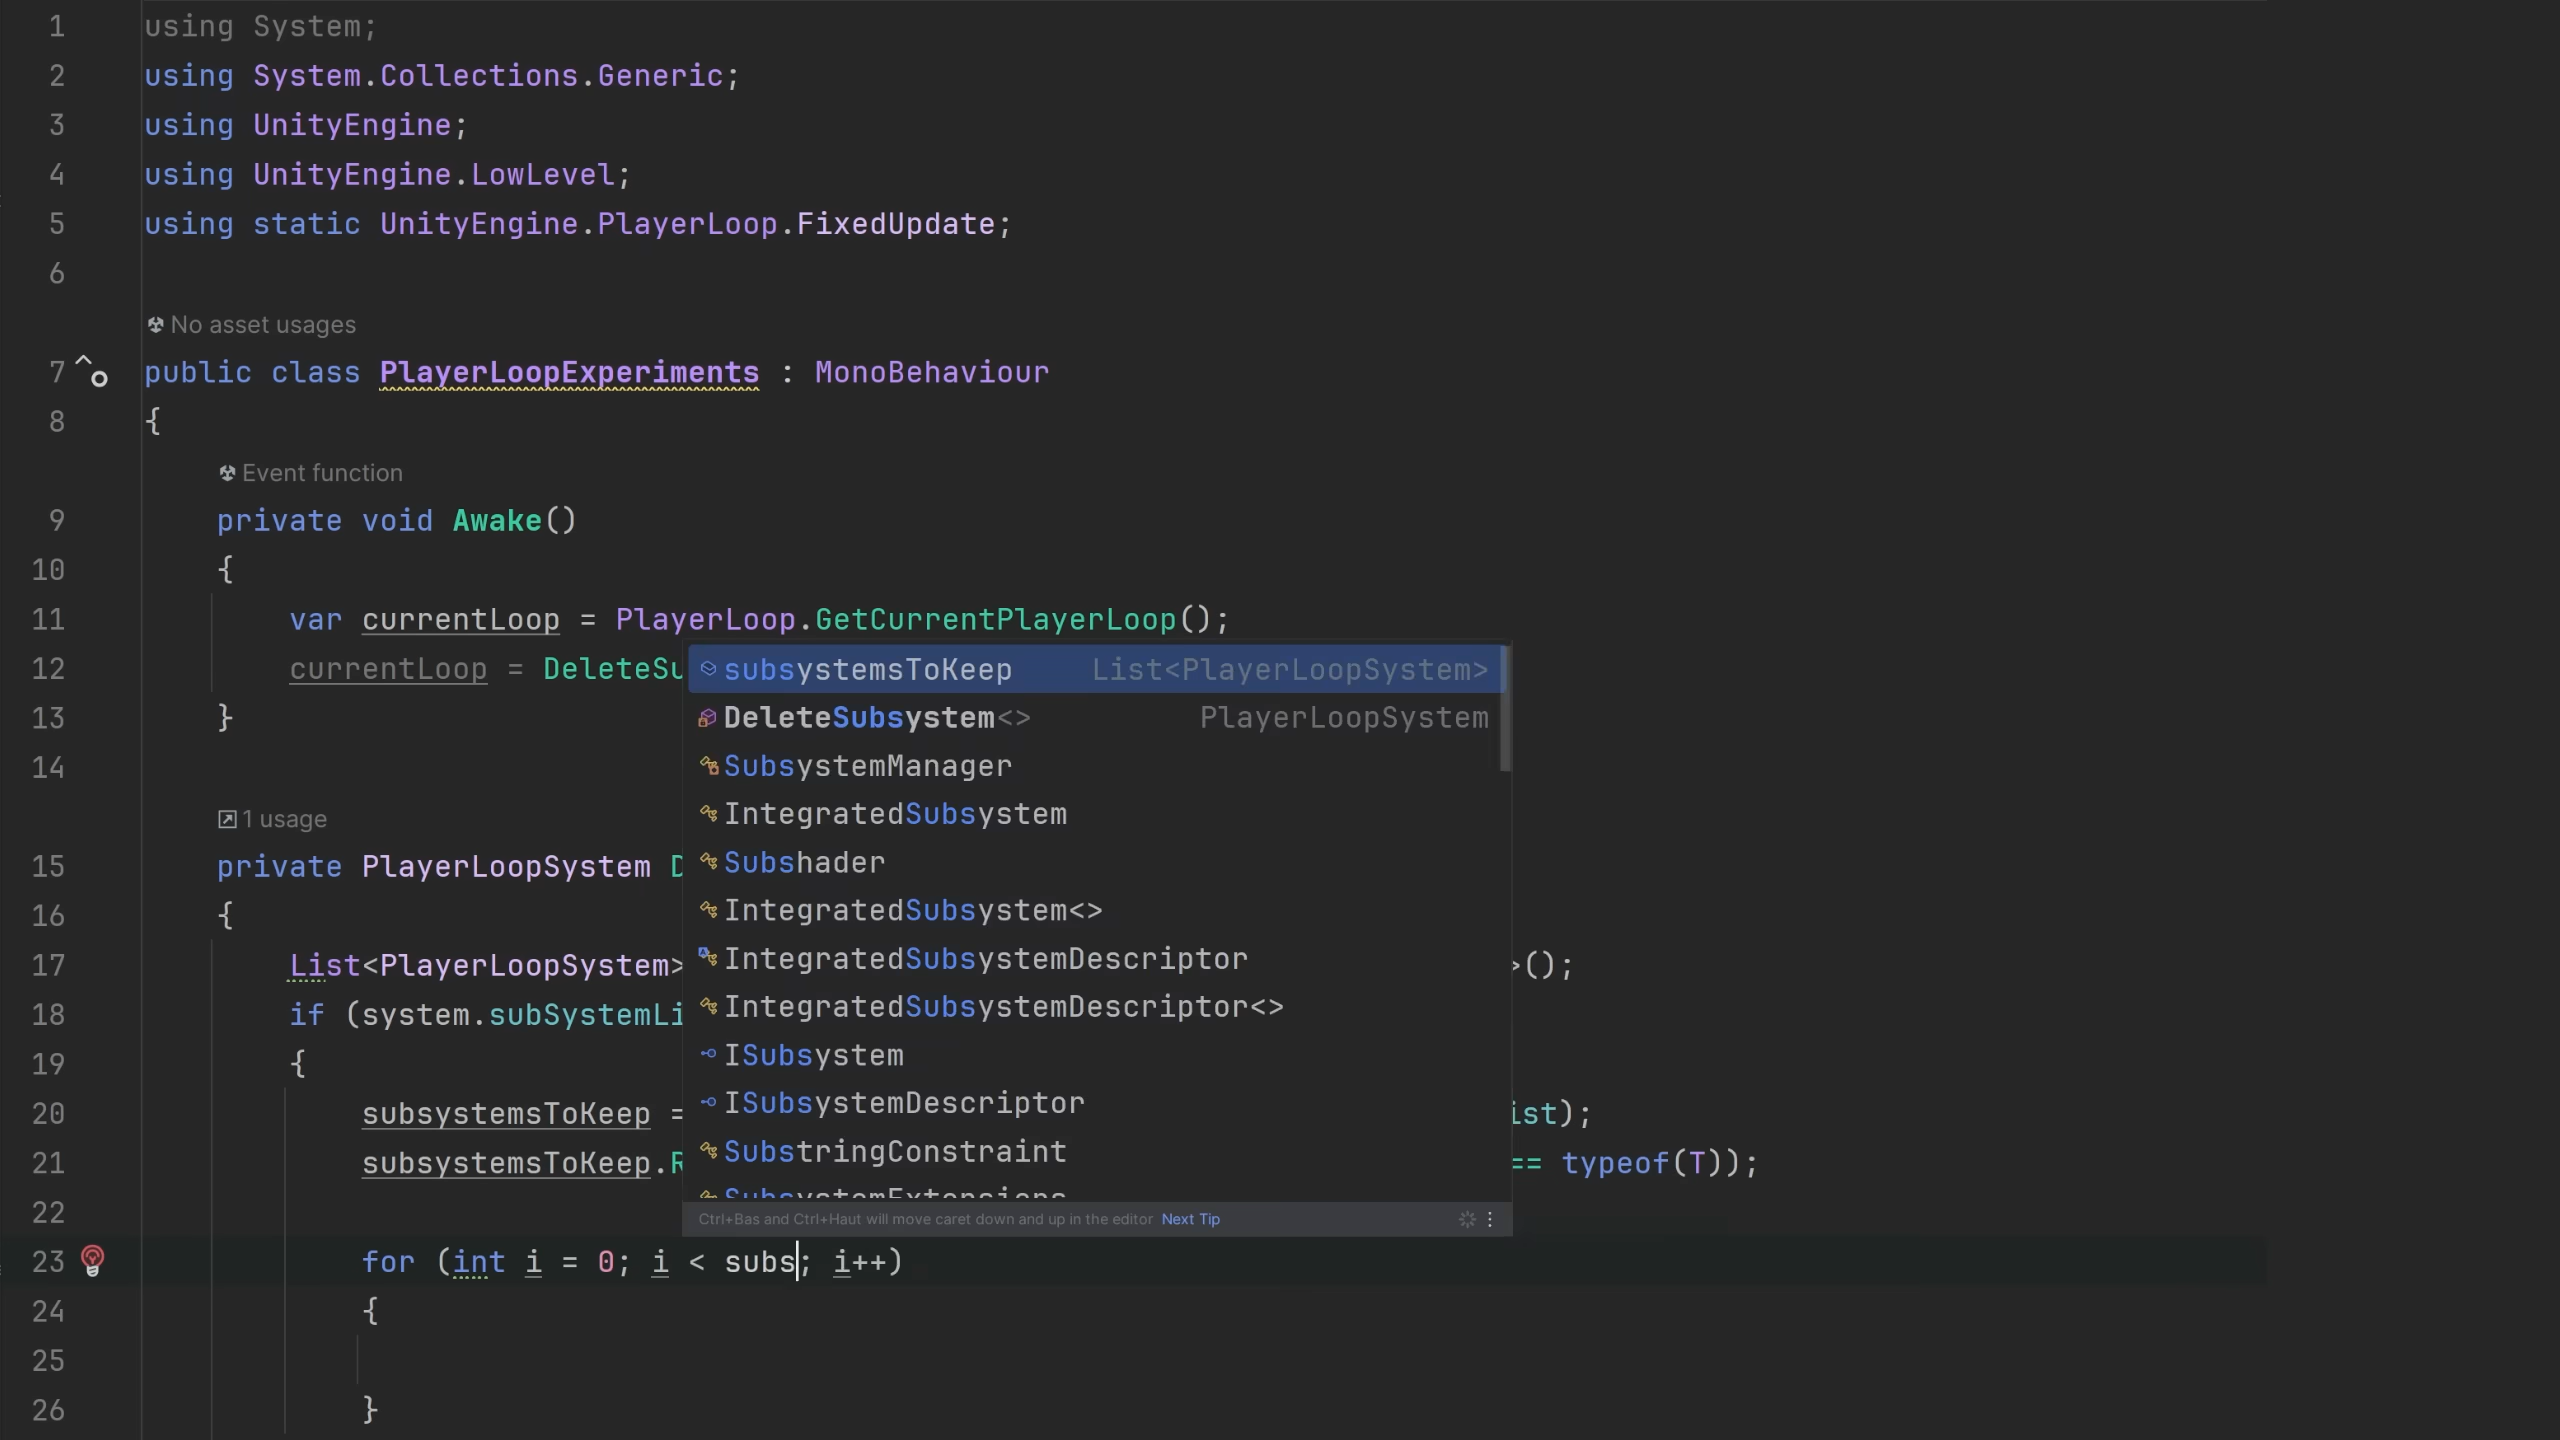 1 using System;
2 using System.Collections.Generic;
3 using UnityEngine;
4 using UnityEngine.LowLevel;
5 using static UnityEngine.PlayerLoop.FixedUpdate;
6
No asset usages
7 public class PlayerLoopExperiments : MonoBehaviour
8 {
Event function
9 private void Awake()
10 {
11 var currentLoop = PlayerLoop.GetCurrentPlayerLoop();
12 currentLoop = DeleteSu
13 }
14
1 usage
15 private PlayerLoopSystem D
16 {
17 List<PlayerLoopSystem> >();
18 if (system.subSystemLi
19 {
20 subsystemsToKeep = ist);
21 subsystemsToKeep.R == typeof(T));
22
23 for (int i = 0; i < subs; i++)
24 {
25
26 }
subsystemsToKeep List<PlayerLoopSystem>
DeleteSubsystem<> PlayerLoopSystem
SubsystemManager
IntegratedSubsystem
Subshader
IntegratedSubsystem<>
IntegratedSubsystemDescriptor
IntegratedSubsystemDescriptor<>
ISubsystem
ISubsystemDescriptor
SubstringConstraint
SubsystemExtensions
Ctrl+Bas and Ctrl+Haut will move caret down and up in the editor Next Tip